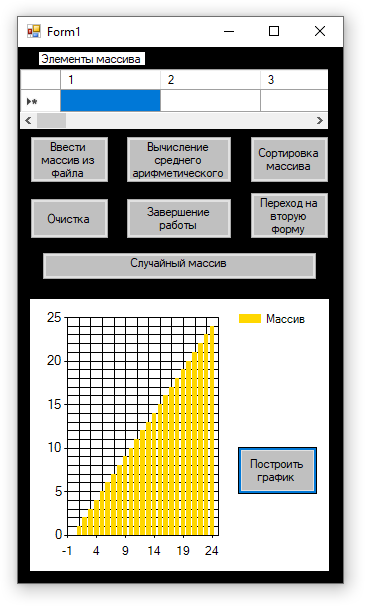 Form1
Элементы массива
1 2 3
Ввести
массив из
файла
Вычисление
среднего
арифметического
Сортировка
массива
Очистка
Завершение
работы
Переход на
вторую
форму
Случайный массив
25
20
15
10
5
0
-1 4 9 14 19 24
Массив
Построить
график